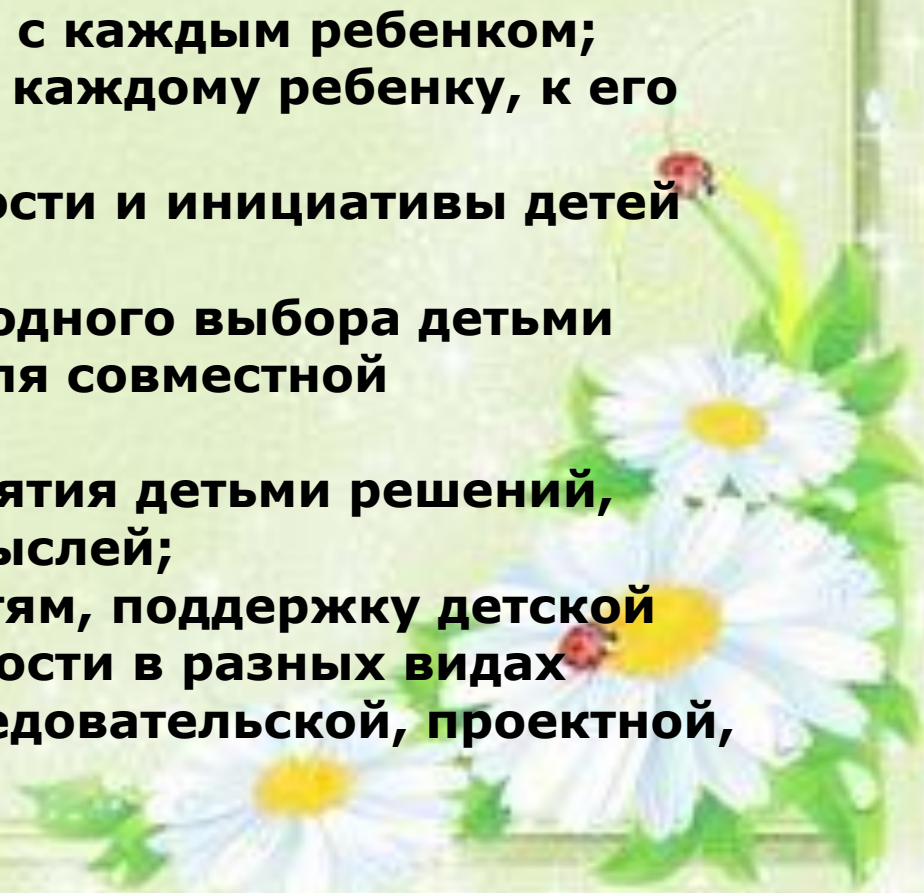 с каждым ребенком;
каждому ребенку, к его
ости и инициативы детей
одного выбора детьми
ля совместной
ятия детьми решений,
ыслей;
тям, поддержку детской
ости в разных видах
едовательской, проектной,